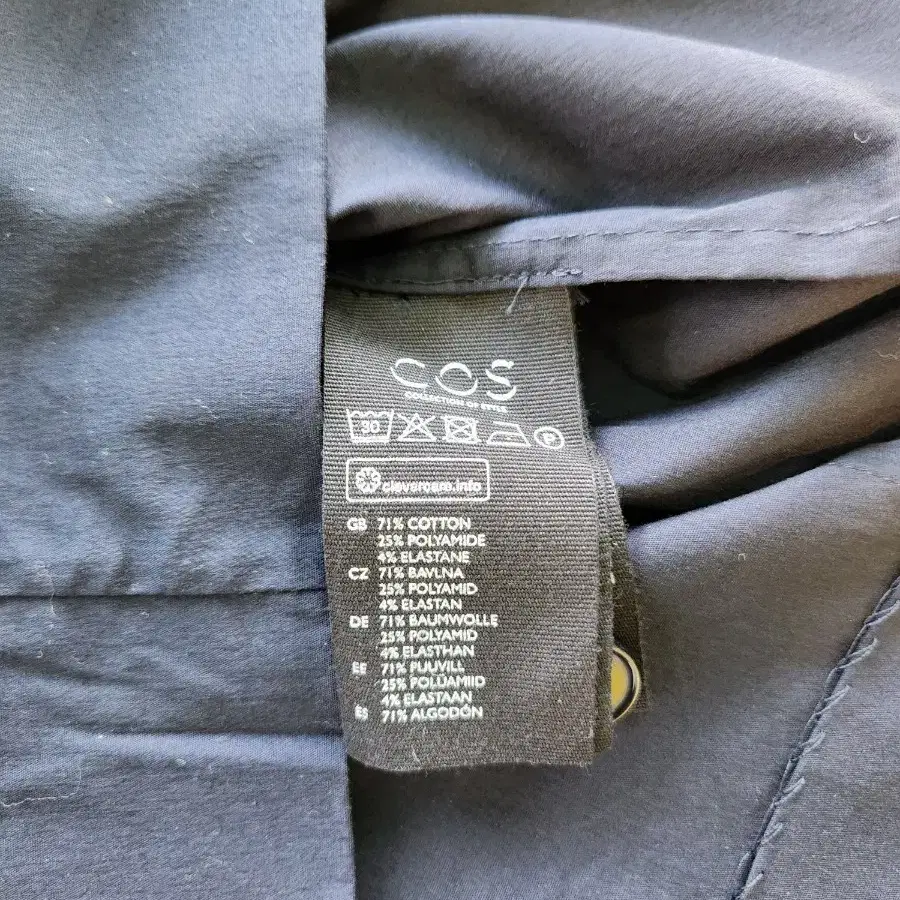 COS
COLLECTION OF STYLE
30 P
clevercare.info
GB 71% COTTON
25% POLYAMIDE
4% ELASTANE
CZ 71% BAVLNA
25% POLYAMID
4% ELASTAN
DE 71% BAUMWOLLE
25% POLYAMID
4% ELASTHAN
EE 71% PUUVILL
25% POLÜAMIID
4% ELASTAAN
ES 71% ALGODÓN